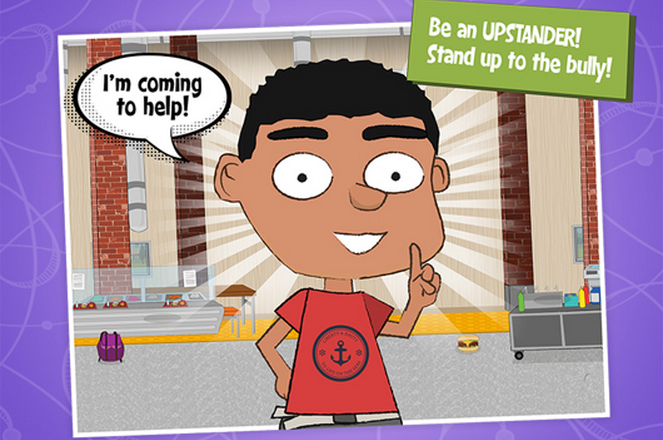 Be an UPSTANDER!
Stand up to the bully!
I'm coming
to help!